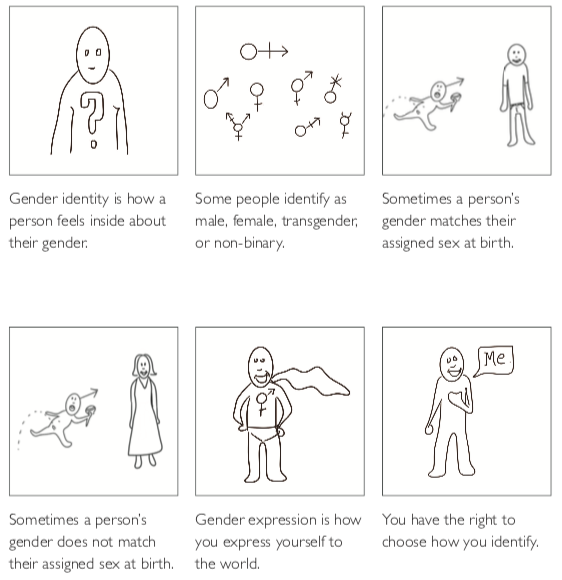 Gender identity is how a
person feels inside about
their gender.
Some people identify as
male, female, transgender,
or non-binary.
Sometimes a person's
gender matches their
assigned sex at birth.
Sometimes a person's
gender does not match
their assigned sex at birth.
Gender expression is how
you express yourself to
the world.
Me
You have the right to
choose how you identify.